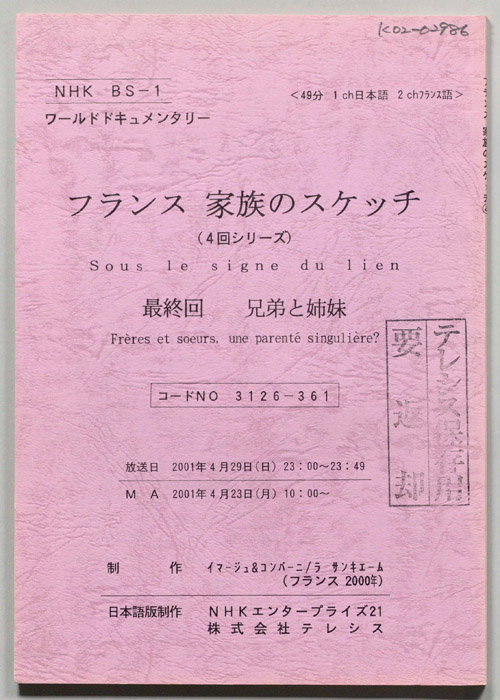 K02-02986
NHK BS-1
<49分 1ch日本語 2chフランス語>
ワールドドキュメンタリー
フランス 家族のスケッチ
(4回シリーズ)
Sous le signe du lien
最終回 兄弟と姉妹
Frères et soeurs, une parenté singulière?
コードNO 3126-361
放送日 2001年4月29日(日) 23:00～23:49
MA 2001年4月23日(月) 10:00～
制作 イマージュ&コンパーニ/ラ サンキエーム
(フランス 2000年)
日本語版制作 NHKエンタープライズ21
株式会社テレシス
テレシス保存用
要返却